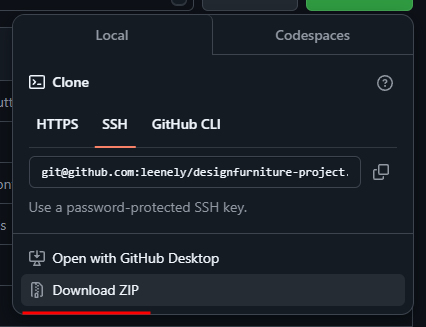 Local
Codespaces
Clone
HTTPS
SSH
GitHub CLI
git@github.com:leenely/designfurniture-project.
Use a password-protected SSH key.
Open with GitHub Desktop
Download ZIP